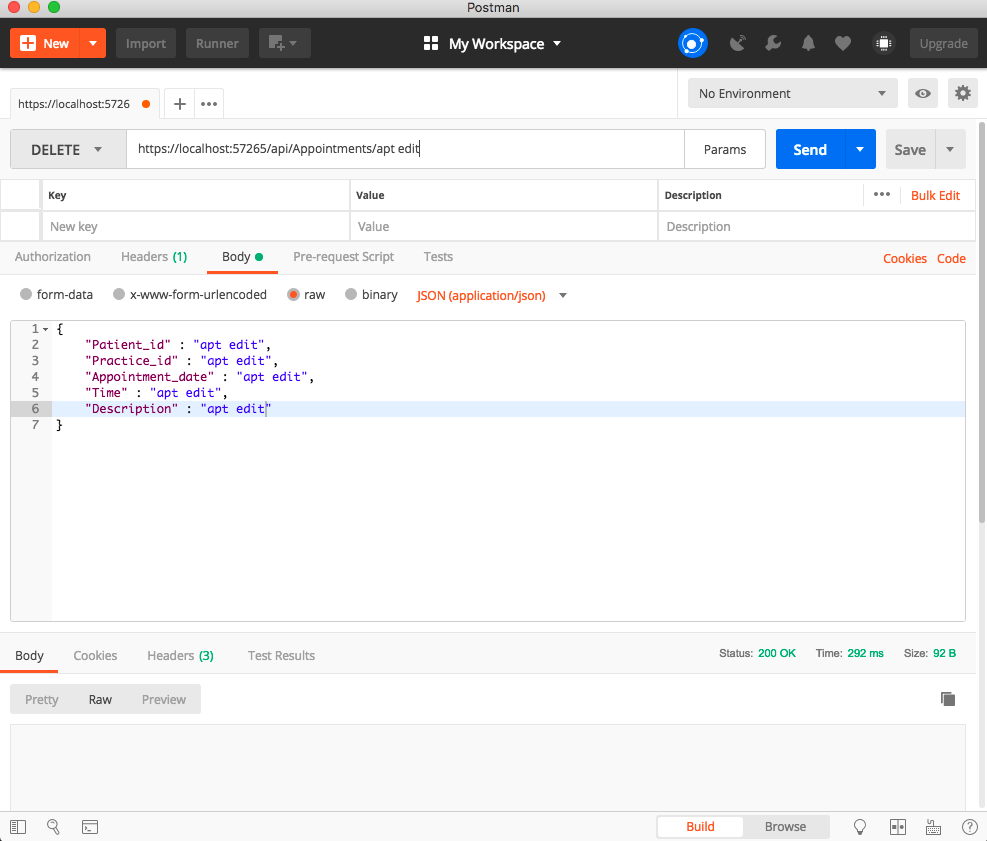 Postman
New
Import
Runner
My Workspace
Upgrade
https://localhost:5726
No Environment
DELETE
https://localhost:57265/api/Appointments/apt edit
Params
Send
Save
Key
Value
Description
Bulk Edit
New key
Value
Description
Authorization
Headers (1)
Body
Pre-request Script
Tests
Cookies
Code
form-data
x-www-form-urlencoded
raw
binary
JSON (application/json)
1 {
2 "Patient_id" : "apt edit",
3 "Practice_id" : "apt edit",
4 "Appointment_date" : "apt edit",
5 "Time" : "apt edit",
6 "Description" : "apt edit"
7 }
Body
Cookies
Headers (3)
Test Results
Status: 200 OK
Time: 292 ms
Size: 92 B
Pretty
Raw
Preview
Build
Browse